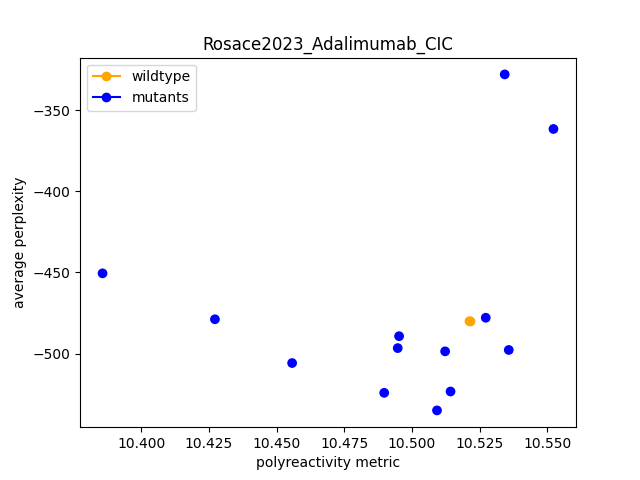 Rosace2023_Adalimumab_CIC
wildtype
mutants
average perplexity
−350
−400
−450
−500
10.400 10.425 10.450 10.475 10.500 10.525 10.550
polyreactivity metric